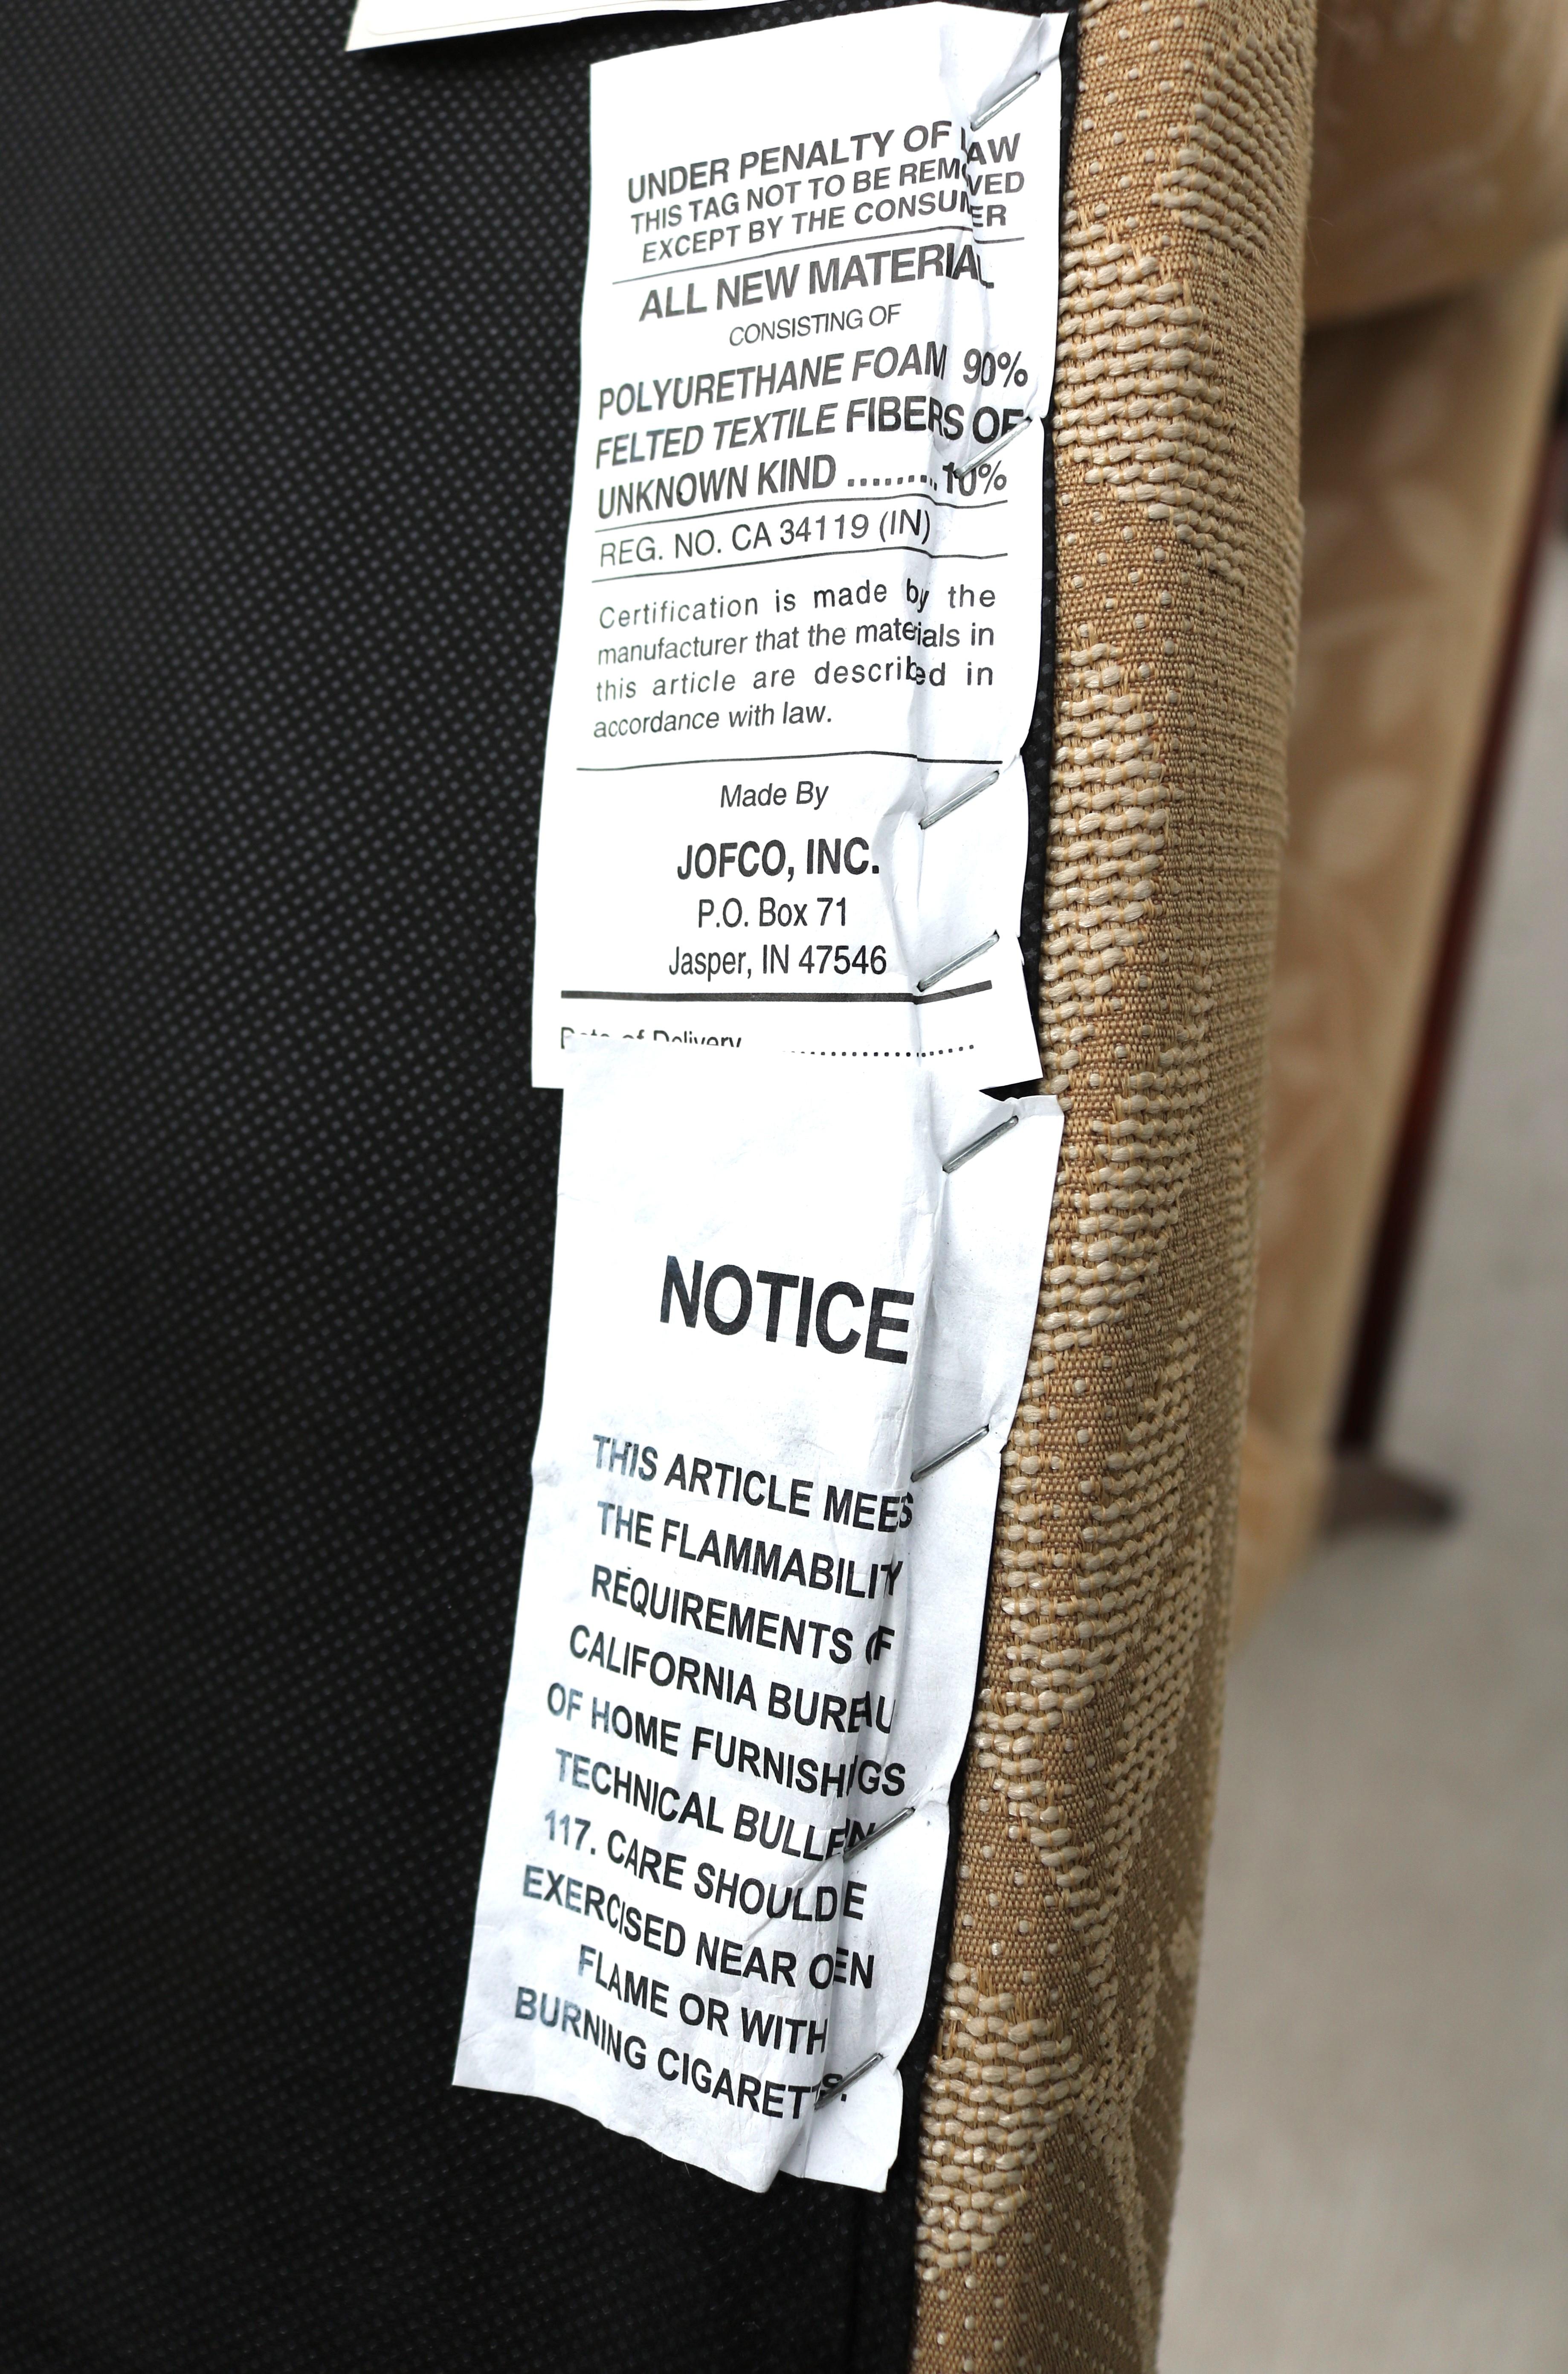 UNDER PENALTY OF LAW
THIS TAG NOT TO BE REMOVED
EXCEPT BY THE CONSUMER
ALL NEW MATERIAL
CONSISTING OF
POLYURETHANE FOAM 90%
FELTED TEXTILE FIBERS OF
UNKNOWN KIND ........10%
REG. NO. CA 34119 (IN)
Certification is made by the
manufacturer that the materials in
this article are described in
accordance with law.
Made By
JOFCO, INC.
P.O. Box 71
Jasper, IN 47546
Date of Delivery ....................
NOTICE
THIS ARTICLE MEETS
THE FLAMMABILITY
REQUIREMENTS OF
CALIFORNIA BUREAU
OF HOME FURNISHINGS
TECHNICAL BULLETIN
117. CARE SHOULD BE
EXERCISED NEAR OPEN
FLAME OR WITH
BURNING CIGARETTES.